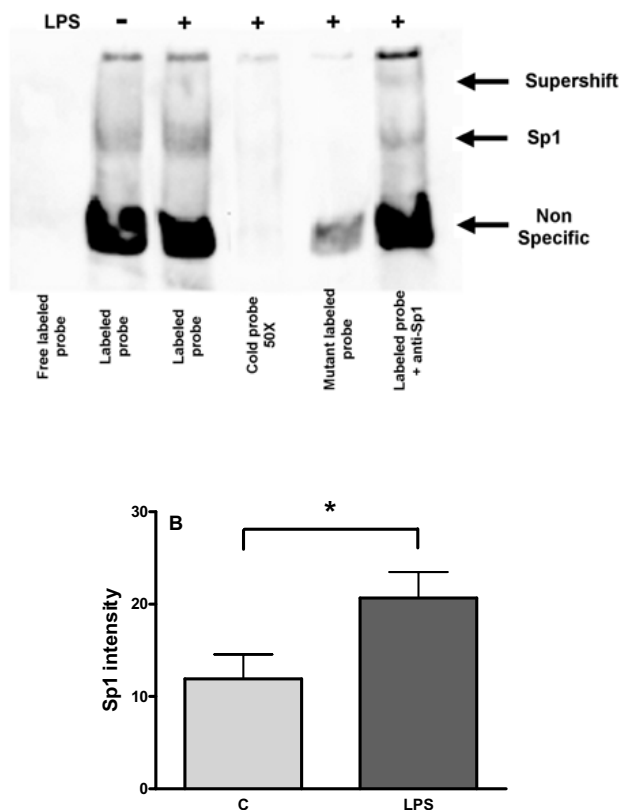 LPS - + + + +
Supershift
Sp1
Non
Specific
Free labeled
probe
Labeled
probe
Labeled
probe
Cold probe
50X
Mutant labeled
probe
Labeled probe
+ anti-Sp1
30
B
*
20
10
0
Sp1 intensity
C
LPS